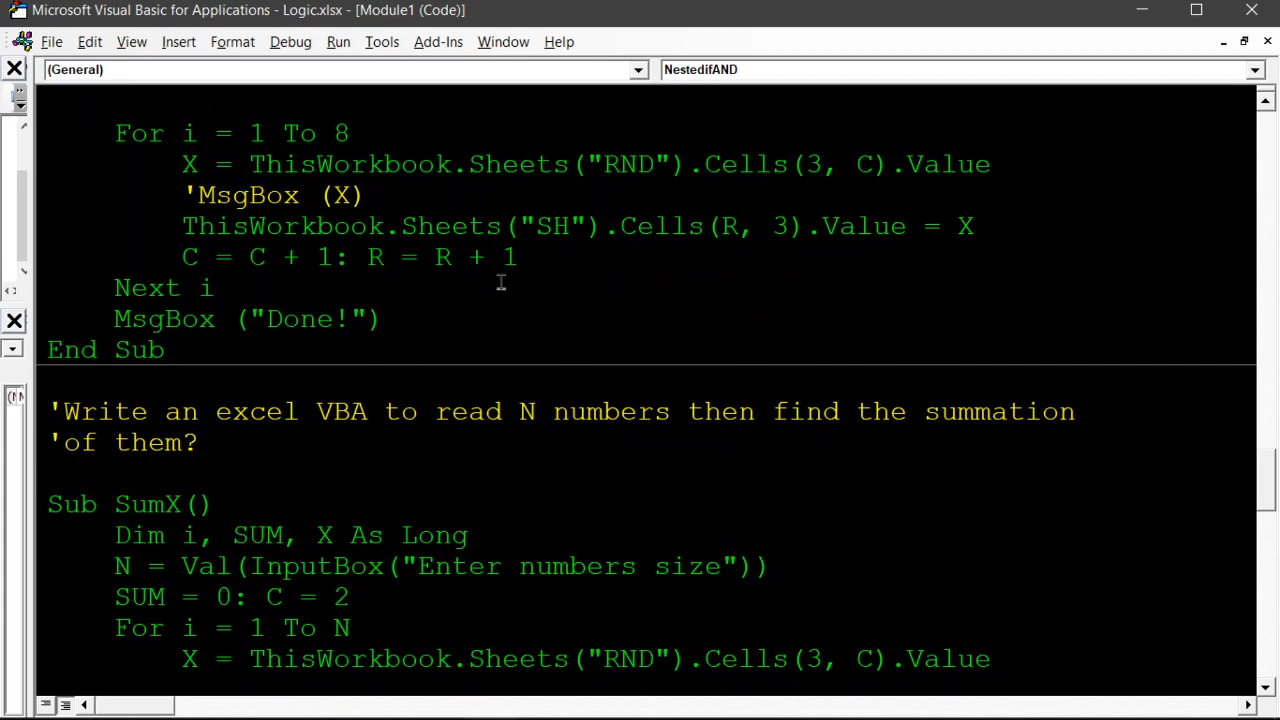 Microsoft Visual Basic for Applications - Logic.xlsx - [Module1 (Code)]
File Edit View Insert Format Debug Run Tools Add-Ins Window Help
(General) NestedifAND
For i = 1 To 8
X = ThisWorkbook.Sheets("RND").Cells(3, C).Value
'MsgBox (X)
ThisWorkbook.Sheets("SH").Cells(R, 3).Value = X
C = C + 1: R = R + 1
Next i
MsgBox ("Done!")
End Sub
'Write an excel VBA to read N numbers then find the summation
'of them?
Sub SumX()
Dim i, SUM, X As Long
N = Val(InputBox("Enter numbers size"))
SUM = 0: C = 2
For i = 1 To N
X = ThisWorkbook.Sheets("RND").Cells(3, C).Value